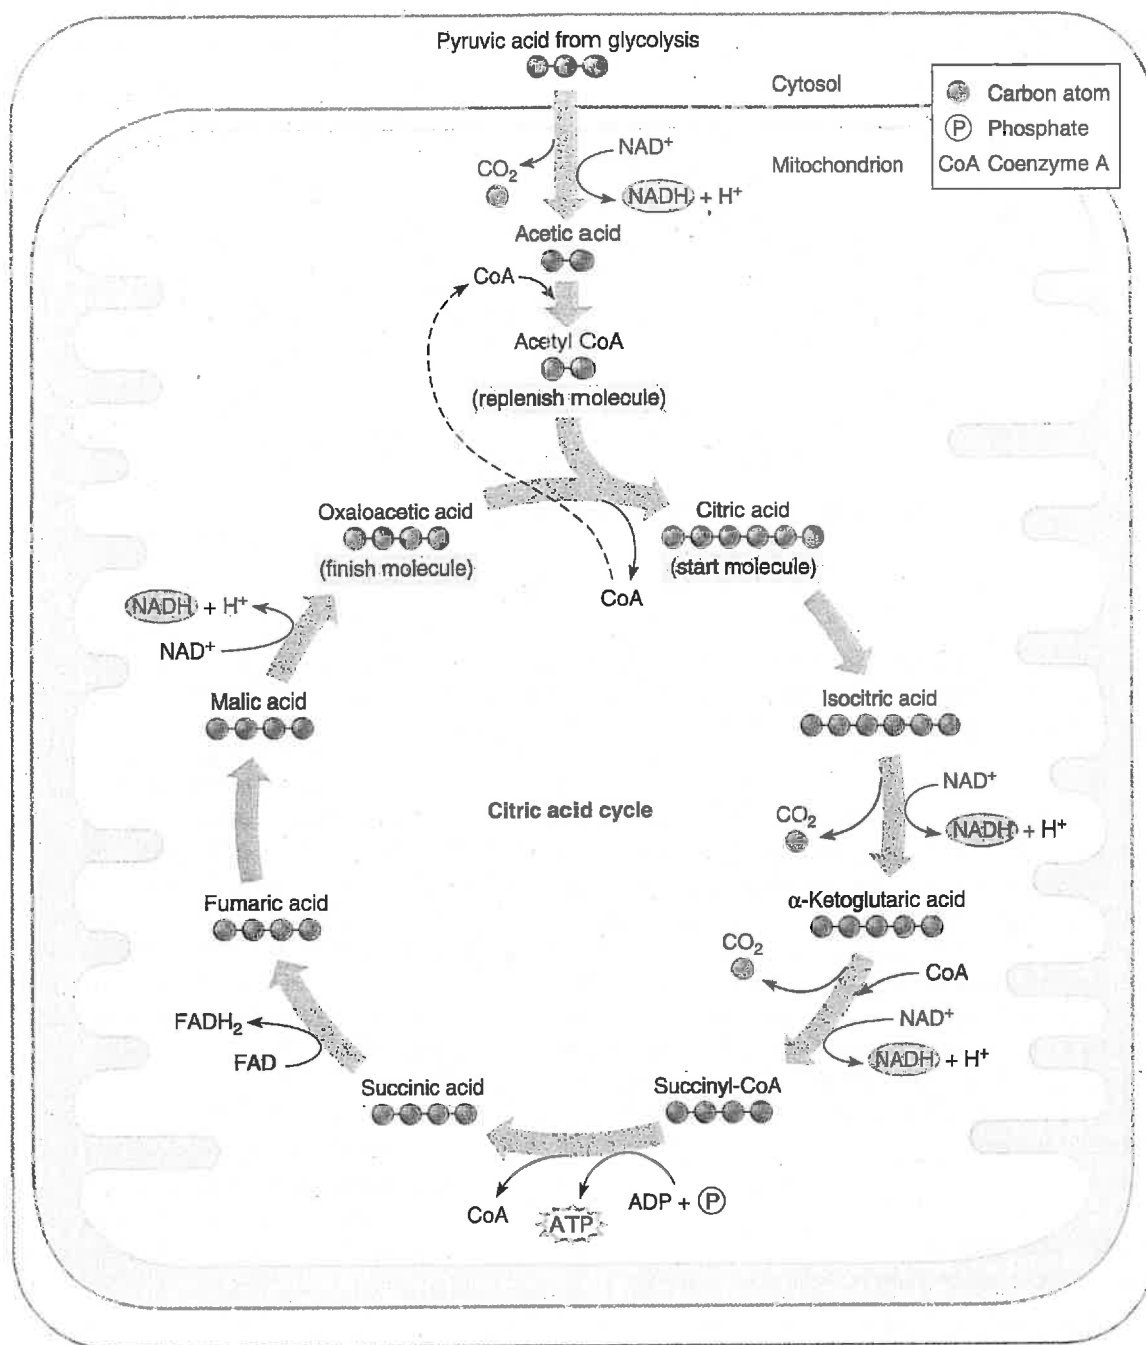 Pyruvic acid from glycolysis
Cytosol
Carbon atom
P Phosphate
CoA Coenzyme A
Mitochondrion
CO₂
NAD⁺
NADH + H⁺
Acetic acid
CoA
Acetyl CoA
(replenish molecule)
Oxaloacetic acid
(finish molecule)
Citric acid
(start molecule)
CoA
NADH + H⁺
NAD⁺
Malic acid
Isocitric acid
Citric acid cycle
CO₂
NAD⁺
NADH + H⁺
Fumaric acid
α-Ketoglutaric acid
CO₂
CoA
NAD⁺
NADH + H⁺
FADH₂
FAD
Succinic acid
Succinyl-CoA
CoA
ATP
ADP + P